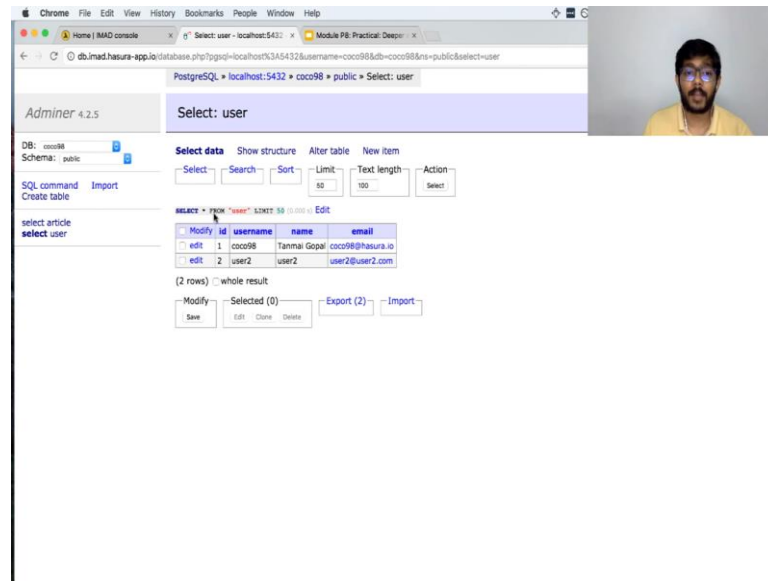 Chrome File Edit View History Bookmarks People Window Help
Home | IMAD console
Select: user - localhost:5432
Module P8: Practical: Deeper
db.imad.hasura-app.io/database.php?pgsql=localhost%3A5432&username=coco98&db=coco98&ns=public&select=user
PostgreSQL » localhost:5432 » coco98 » public » Select: user
Adminer 4.2.5
Select: user
DB: coco98
Schema: public
SQL command Import
Create table
select article
select user
Select data Show structure Alter table New item
Select Search Sort Limit Text length Action
50 100 Select
SELECT * FROM "user" LIMIT 50 (0.000 s) Edit
Modify id username name email
edit 1 coco98 Tanmai Gopal coco98@hasura.io
edit 2 user2 user2 user2@user2.com
(2 rows) whole result
Modify Selected (0) Export (2) Import
Save Edit Clone Delete